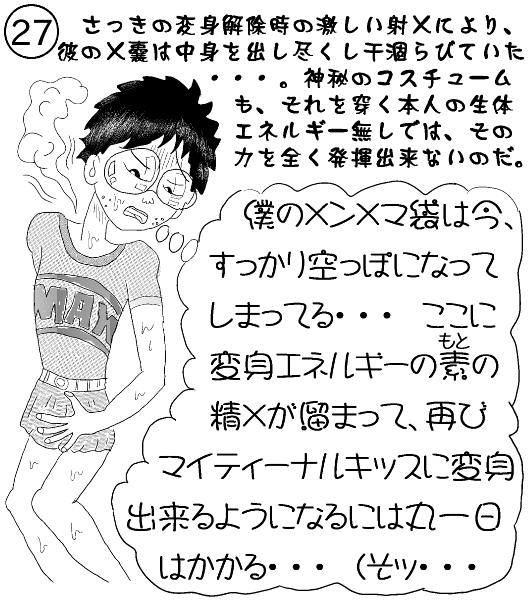 27
さっきの変身解除時の激しい射✕により、
彼の✕嚢は中身を出し尽くし干涸らびていた
・・・・。神秘のコスチューム
も、それを穿く本人の生体
エネルギー無しでは、その
力を全く発揮出来ないのだ。
僕の✕ン✕マ袋は今、
すっかり空っぽになって
しまってる・・・ ここに
もと
変身エネルギーの素の
精✕が留まって、再び
マイティーナルキッスに変身
出来るようになるには丸一日
はかかる・・・ (そッ・・・
MAX